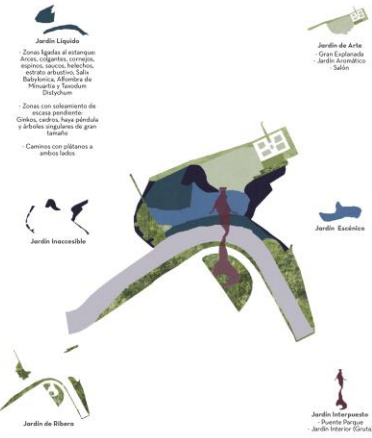 Jardín Líquido
- Zonas ligadas al estanque:
Arces, colgantes, cornejos,
espinos, saucos, helechos,
estrato arbustivo, Salix
Babylonica, Alfombra de
Minuartia y Taxodum
Distychum
- Zonas con soleamiento de
escasa pendiente:
Ginkos, cedros, haya péndula
y árboles singulares de gran
tamaño
- Caminos con plátanos a
ambos lados
Jardín de Arte
- Gran Explanada
- Jardín Aromático
- Salón
Jardín Inaccesible
Jardín Escénico
Jardín de Ribera
Jardín Interpuesto
- Puente Parque
- Jardín Interior (Gruta)